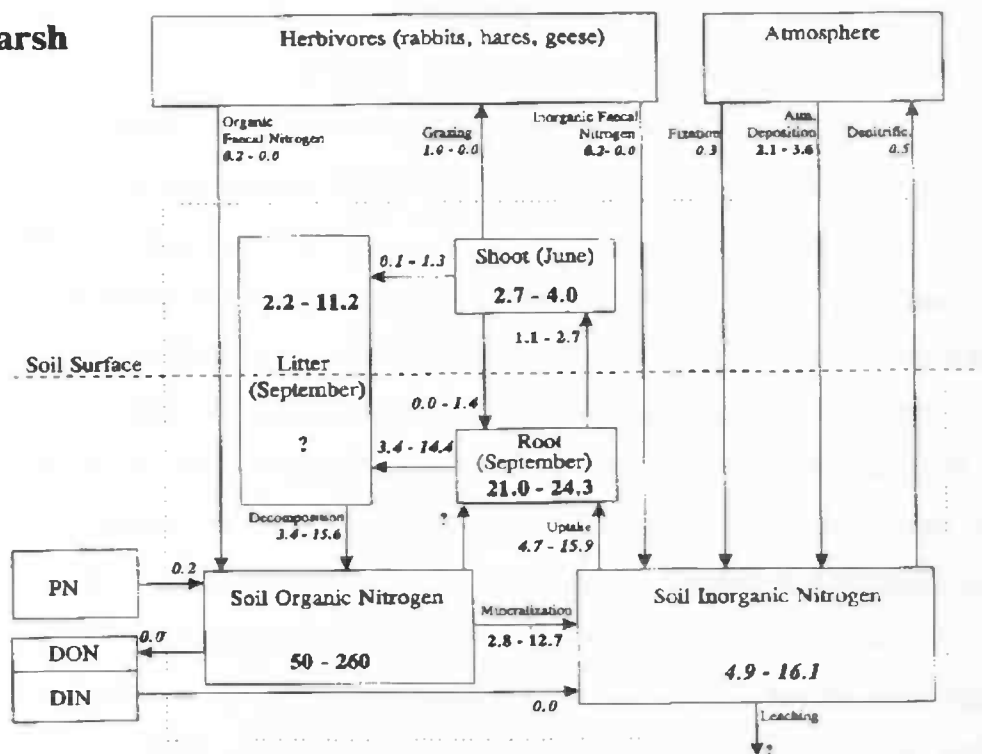 arsh
Herbivores (rabbits, hares, geese)
Atmosphere
Organic
Faecal Nitrogen
0.2 - 0.0
Grazing
1.0 - 0.0
Inorganic Faecal
Nitrogen
0.2- 0.0
Fixation
0.3
Atm.
Deposition
2.1 - 3.6
Denitrific.
0.5
0.1 - 1.3
Shoot (June)
2.7 - 4.0
2.2 - 11.2
1.1 - 2.7
Soil Surface
Litter
(September)
?
0.0 - 1.4
3.4 - 14.4
Root
(September)
21.0 - 24.3
Decomposition
3.4 - 15.6
?
Uptake
4.7 - 15.9
PN
0.2
Soil Organic Nitrogen
50 - 260
Mineralization
2.8 - 12.7
Soil Inorganic Nitrogen
4.9 - 16.1
DON
0.0
DIN
0.0
Leaching
?